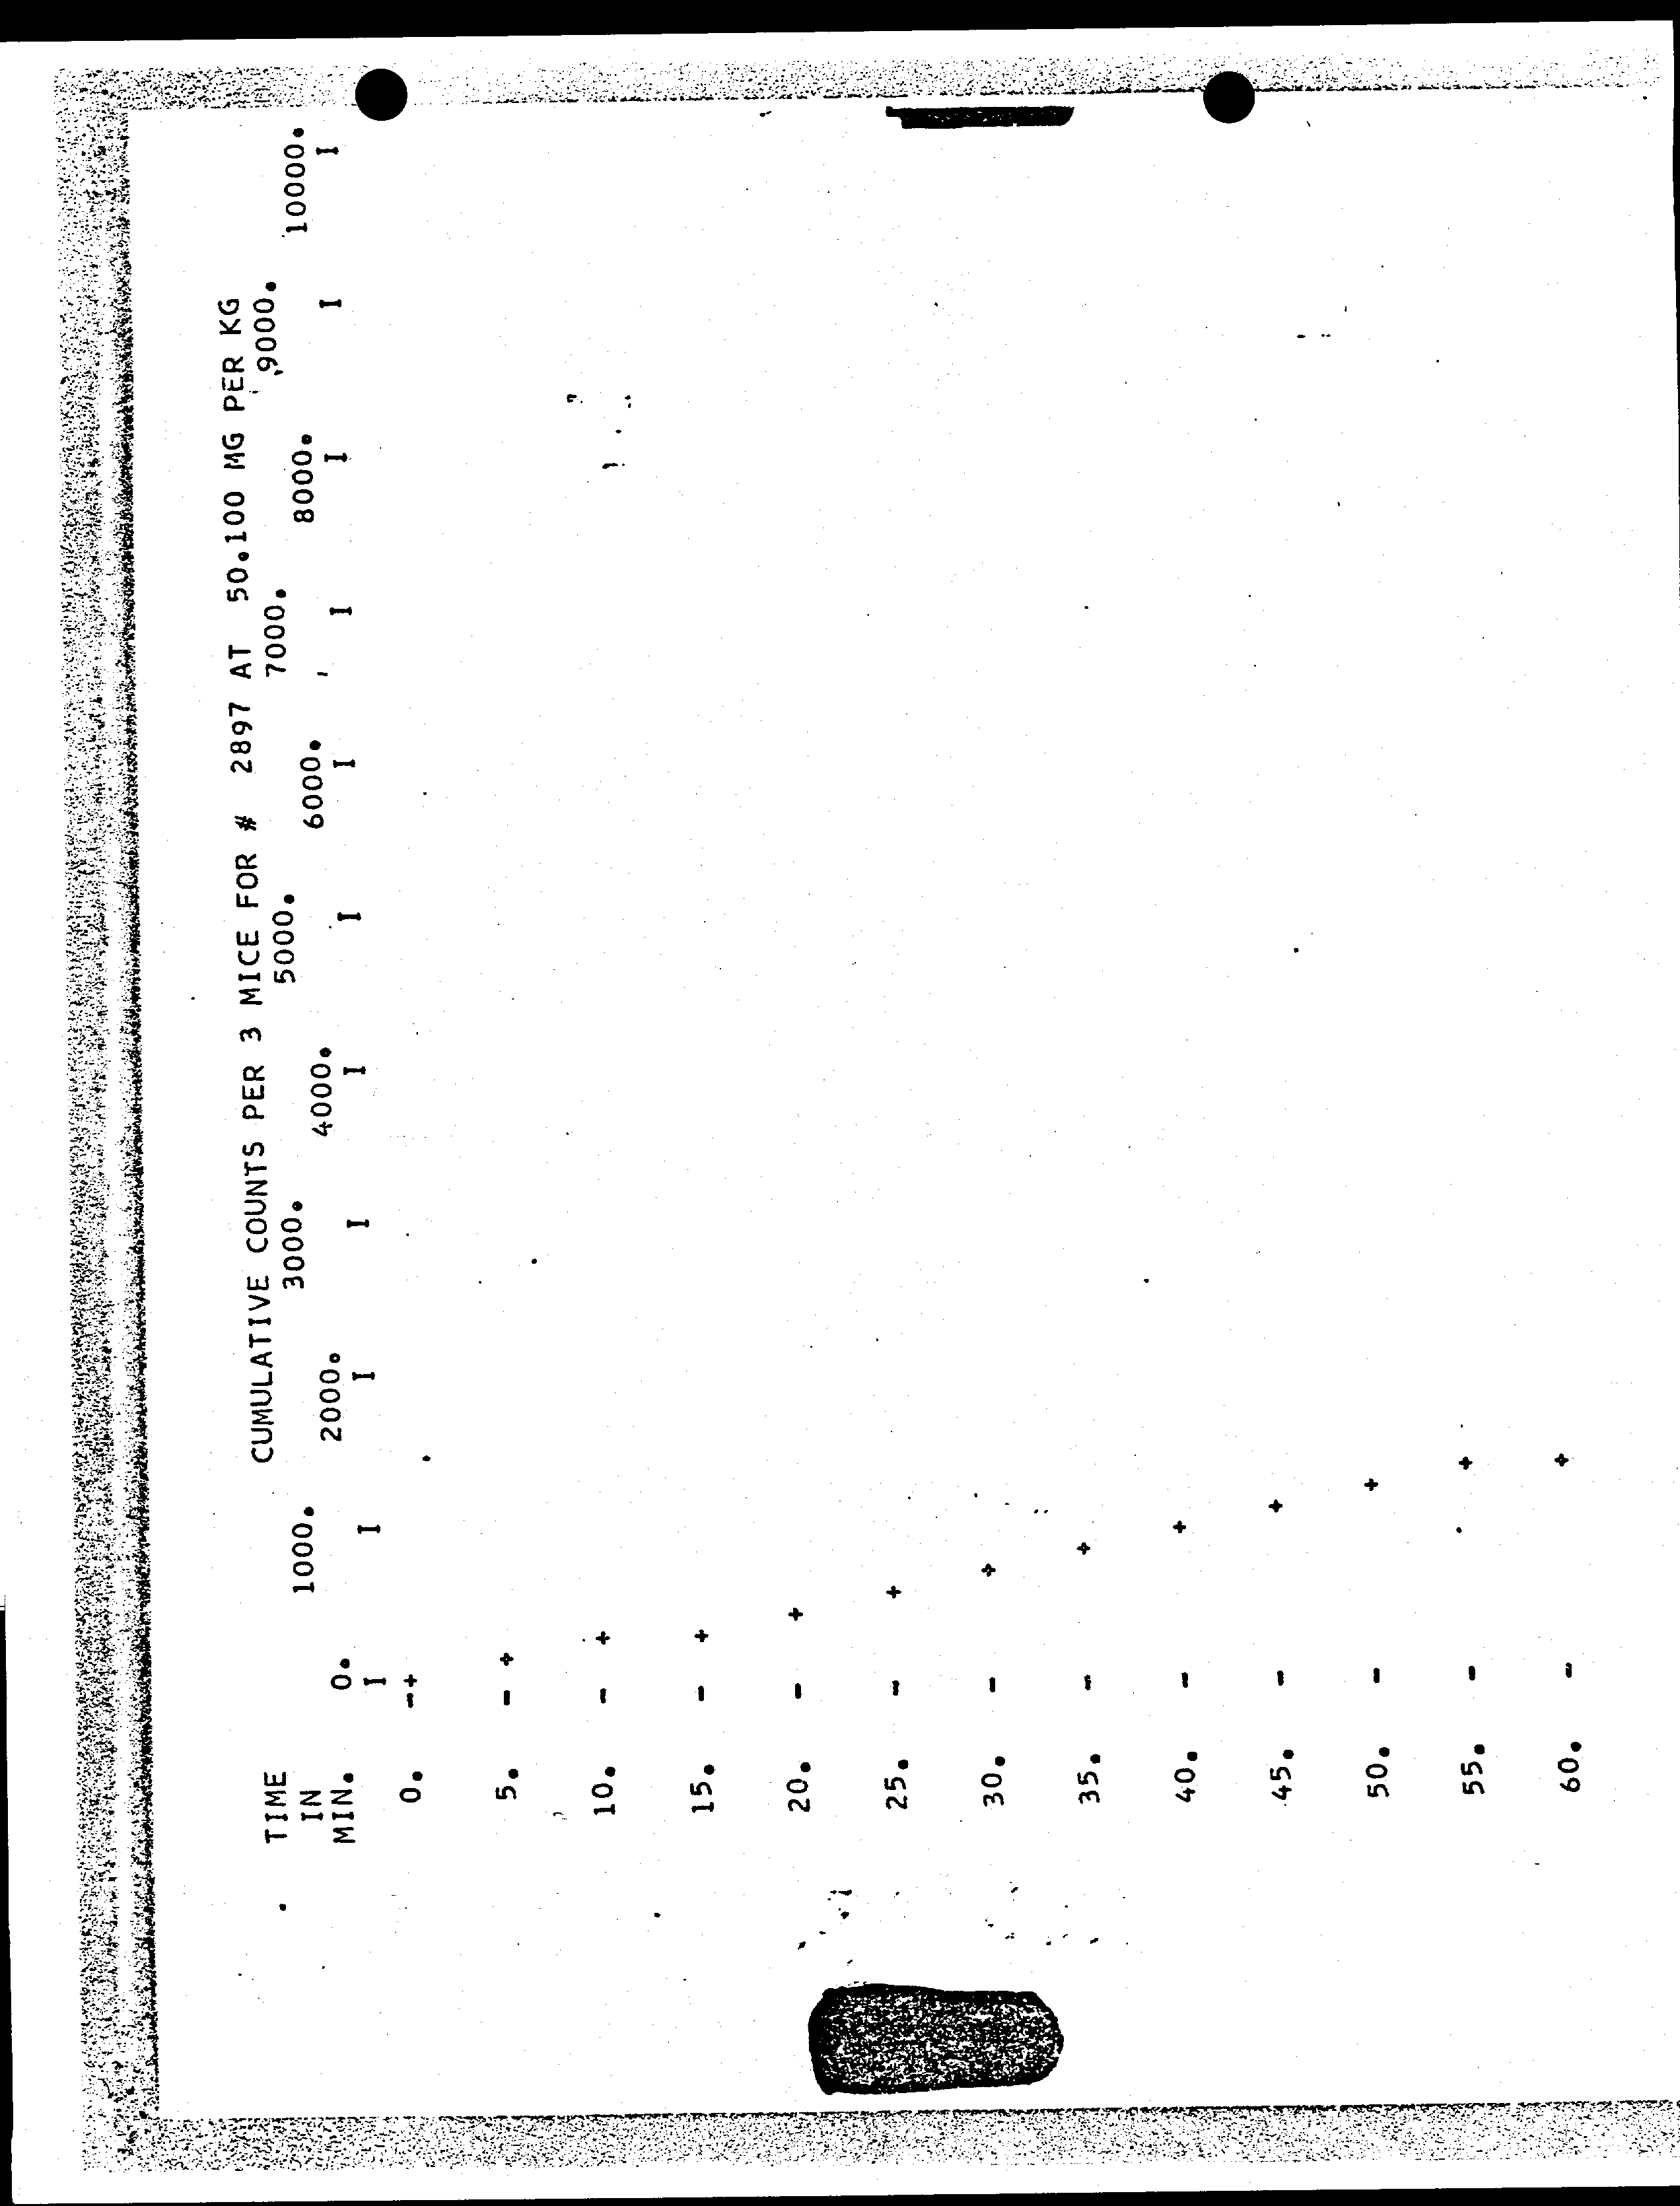 CUMULATIVE COUNTS PER 3 MICE FOR # 2897 AT 50.100 MG PER KG
TIME 1000. 3000. 5000. 7000. 9000.
IN
MIN. 0. 2000. 4000. 6000. 8000. 10000.
I I I I I I I I I I I
0. -+
5. - +
10. - +
15. - +
20. - +
25. - +
30. - +
35. - +
40. - +
45. - +
50. - +
55. - +
60. - +